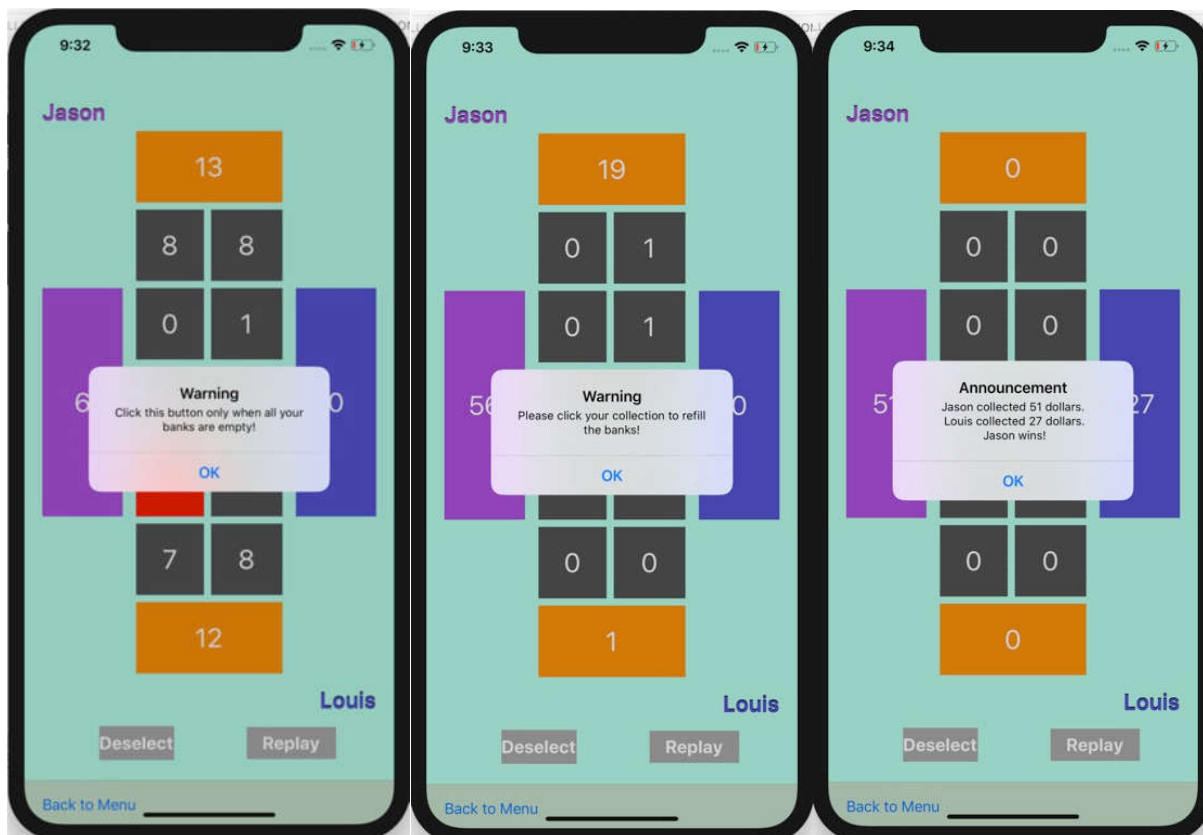 9:32
Jason
13
8 8
0 1
6 0
Warning
Click this button only when all your
banks are empty!
OK
7 8
12
Louis
Deselect Replay
Back to Menu
9:33
Jason
19
0 1
0 1
56 0
Warning
Please click your collection to refill
the banks!
OK
0 0
1
Louis
Deselect Replay
Back to Menu
9:34
Jason
0
0 0
0 0
51 27
Announcement
Jason collected 51 dollars.
Louis collected 27 dollars.
Jason wins!
OK
0 0
0
Louis
Deselect Replay
Back to Menu